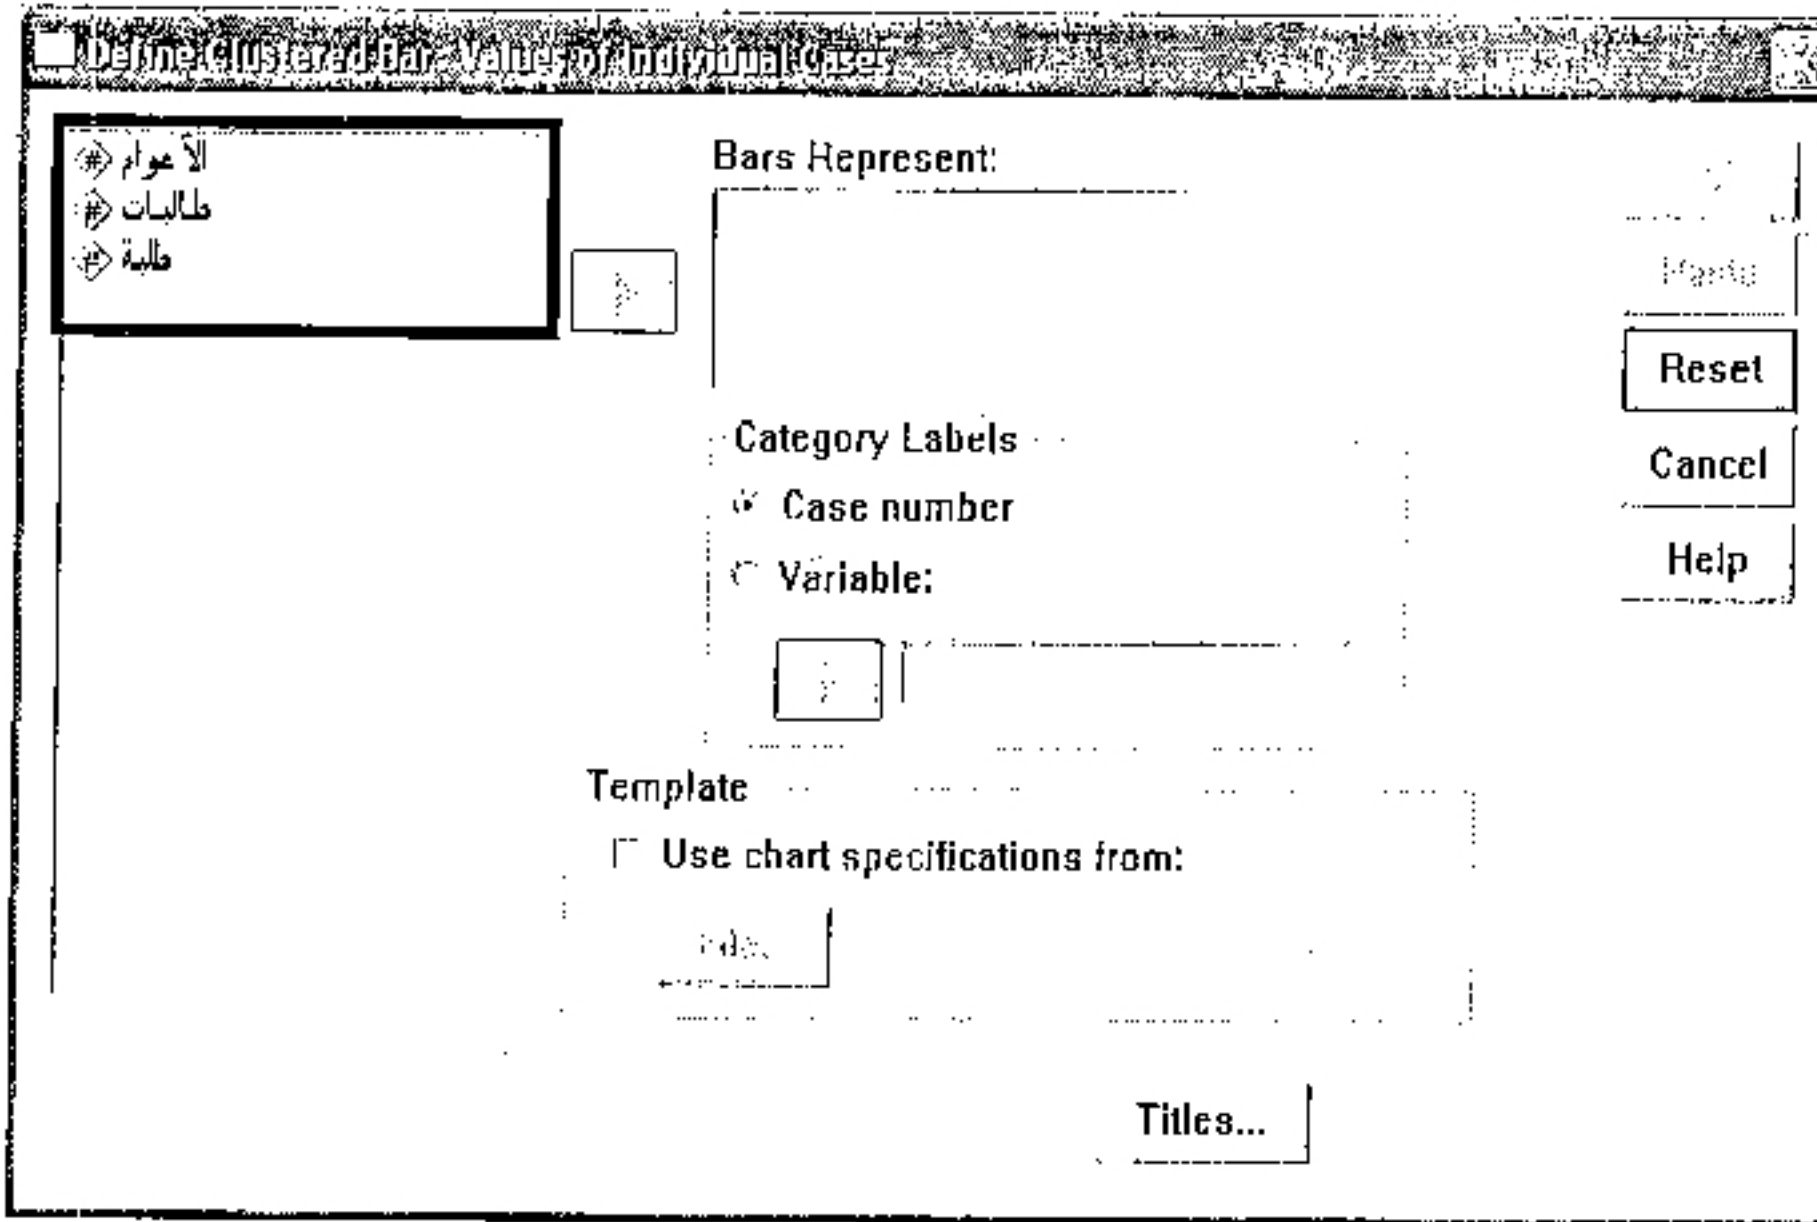 Define Clustered Bar: Values of Individual Cases
الأعوام
طالبات
طلبة
Bars Represent:
Category Labels
Case number
Variable:
Template
Use chart specifications from:
Titles...
Paste
Reset
Cancel
Help